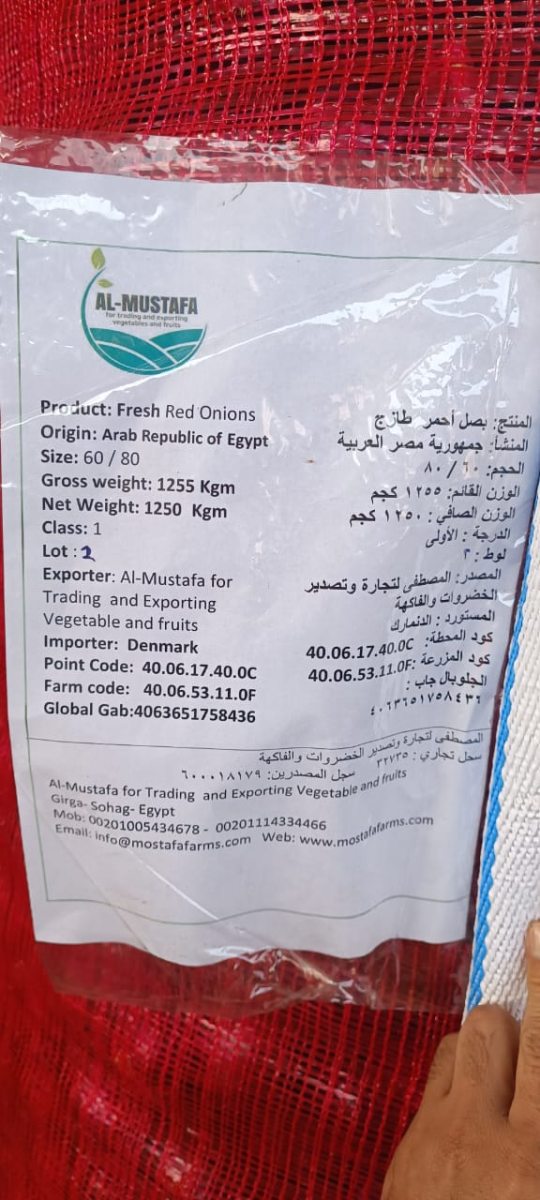 AL-MUSTAFA
for trading and exporting
vegetables and fruits
Product: Fresh Red Onions
Origin: Arab Republic of Egypt
Size: 60 / 80
Gross weight: 1255 Kgm
Net Weight: 1250 Kgm
Class: 1
Lot : 2
Exporter: Al-Mustafa for
Trading and Exporting
Vegetable and fruits
Importer: Denmark
Point Code: 40.06.17.40.0C
Farm code: 40.06.53.11.0F
Global Gab:4063651758436
المنتج: بصل أحمر طازج
المنشأ: جمهورية مصر العربية
الحجم: ٦٠ / ٨٠
الوزن القائم: ١٢٥٥ كجم
الوزن الصافي : ١٢٥٠ كجم
الدرجة : الأولى
لوط :
المصدر: المصطفى لتجارة وتصدير
الخضروات والفاكهة
المستورد : الدنمارك
كود المحطة: 40.06.17.40.0C
كود المزرعة :40.06.53.11.0F
الجلوبال جاب :
٤٠٦٣٦٥١٧٥٨٤٣٦
المصطفى لتجارة وتصدير الخضروات والفاكهة
سجل تجاري : ٣٢٧٣٥
سجل المصدرين: ٦٠٠٠١٨١٧٩
Al-Mustafa for Trading and Exporting Vegetable and fruits
Girga- Sohag- Egypt
Mob: 00201005434678 - 00201114334466
Email: info@mostafafarms.com Web: www.mostafafarms.com